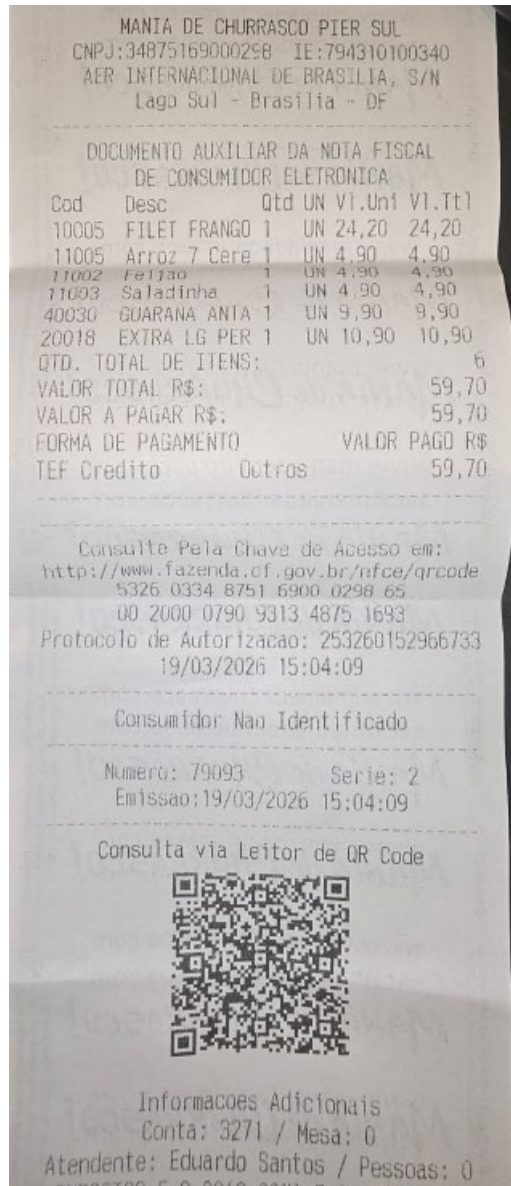 MANIA DE CHURRASCO PIER SUL
CNPJ:34875169000298 IE:794310100340
AER INTERNACIONAL DE BRASILIA, S/N
Lago Sul - Brasilia - DF
DOCUMENTO AUXILIAR DA NOTA FISCAL
DE CONSUMIDOR ELETRONICA
Cod Desc Qtd UN Vl.Uni Vl.Ttl
10005 FILET FRANGO 1 UN 24,20 24,20
11005 Arroz 7 Cere 1 UN 4,90 4,90
11002 Feijao 1 UN 4,90 4,90
11003 Saladinha 1 UN 4,90 4,90
40030 GUARANA ANTA 1 UN 9,90 9,90
20018 EXTRA LG PER 1 UN 10,90 10,90
QTD. TOTAL DE ITENS: 6
VALOR TOTAL R$: 59,70
VALOR A PAGAR R$: 59,70
FORMA DE PAGAMENTO VALOR PAGO R$
TEF Credito Outros 59,70
Consulte Pela Chave de Acesso em:
http://www.fazenda.df.gov.br/nfce/qrcode
5326 0334 8751 6900 0298 65
00 2000 0790 9313 4875 1693
Protocolo de Autorizacao: 253260152966733
19/03/2026 15:04:09
Consumidor Nao Identificado
Numero: 79093 Serie: 2
Emissao:19/03/2026 15:04:09
Consulta via Leitor de QR Code
Informacoes Adicionais
Conta: 3271 / Mesa: 0
Atendente: Eduardo Santos / Pessoas: 0